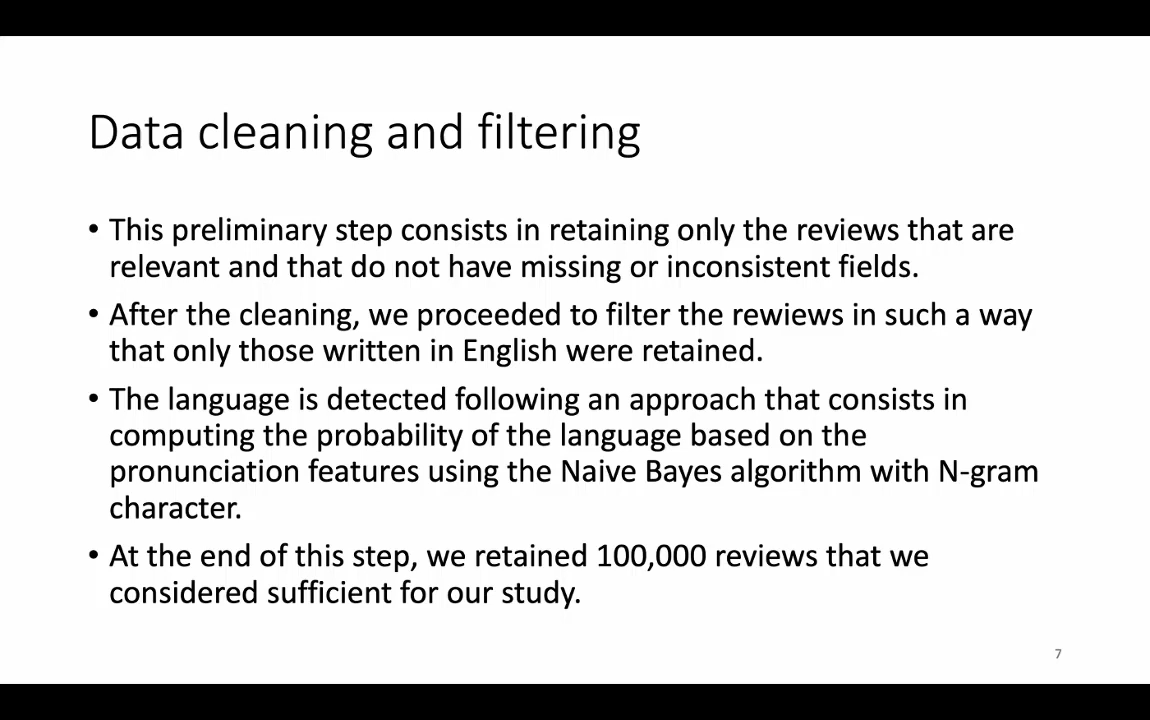 Data cleaning and filtering
• This preliminary step consists in retaining only the reviews that are
relevant and that do not have missing or inconsistent fields.
• After the cleaning, we proceeded to filter the rewiews in such a way
that only those written in English were retained.
• The language is detected following an approach that consists in
computing the probability of the language based on the
pronunciation features using the Naive Bayes algorithm with N-gram
character.
• At the end of this step, we retained 100,000 reviews that we
considered sufficient for our study.
7